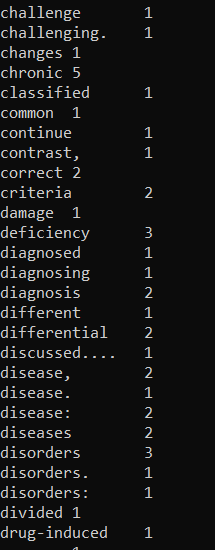 challenge 1
challenging. 1
changes 1
chronic 5
classified 1
common 1
continue 1
contrast, 1
correct 2
criteria 2
damage 1
deficiency 3
diagnosed 1
diagnosing 1
diagnosis 2
different 1
differential 2
discussed.... 1
disease, 2
disease. 1
disease: 2
diseases 2
disorders 3
disorders. 1
disorders: 1
divided 1
drug-induced 1